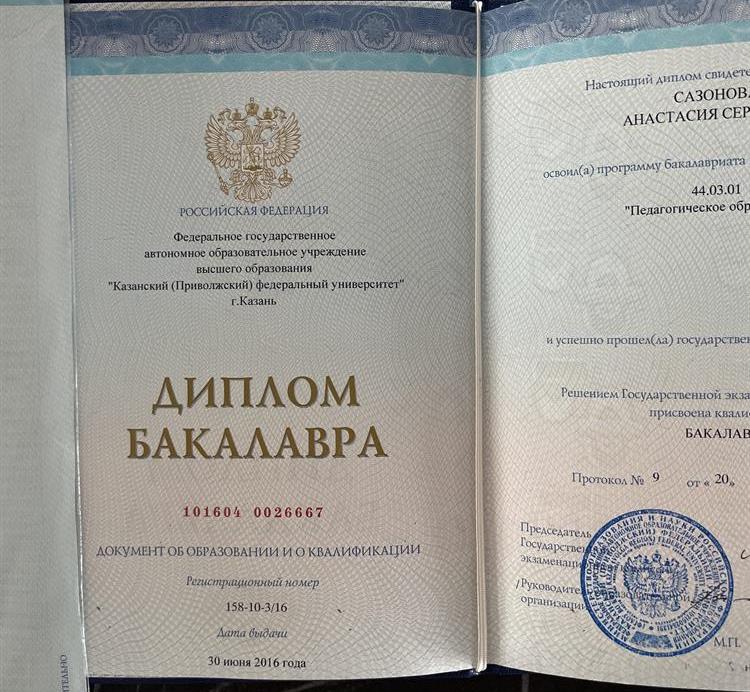 РОССИЙСКАЯ ФЕДЕРАЦИЯ
Федеральное государственное
автономное образовательное учреждение
высшего образования
"Казанский (Приволжский) федеральный университет"
г.Казань
ДИПЛОМ
БАКАЛАВРА
101604 0026667
ДОКУМЕНТ ОБ ОБРАЗОВАНИИ И О КВАЛИФИКАЦИИ
Регистрационный номер
158-10-3/16
Дата выдачи
30 июня 2016 года
Настоящий диплом свидете
САЗОНОВ
АНАСТАСИЯ СЕР
освоил(а) программу бакалавриата
44.03.01
"Педагогическое обр
и успешно прошел(ла) государстве
Решением Государственной экза
присвоена квали
БАКАЛАВ
Протокол № 9 от « 20 »
Председатель
Государствен
экзаменаци
Руководите
организаци
М.П.